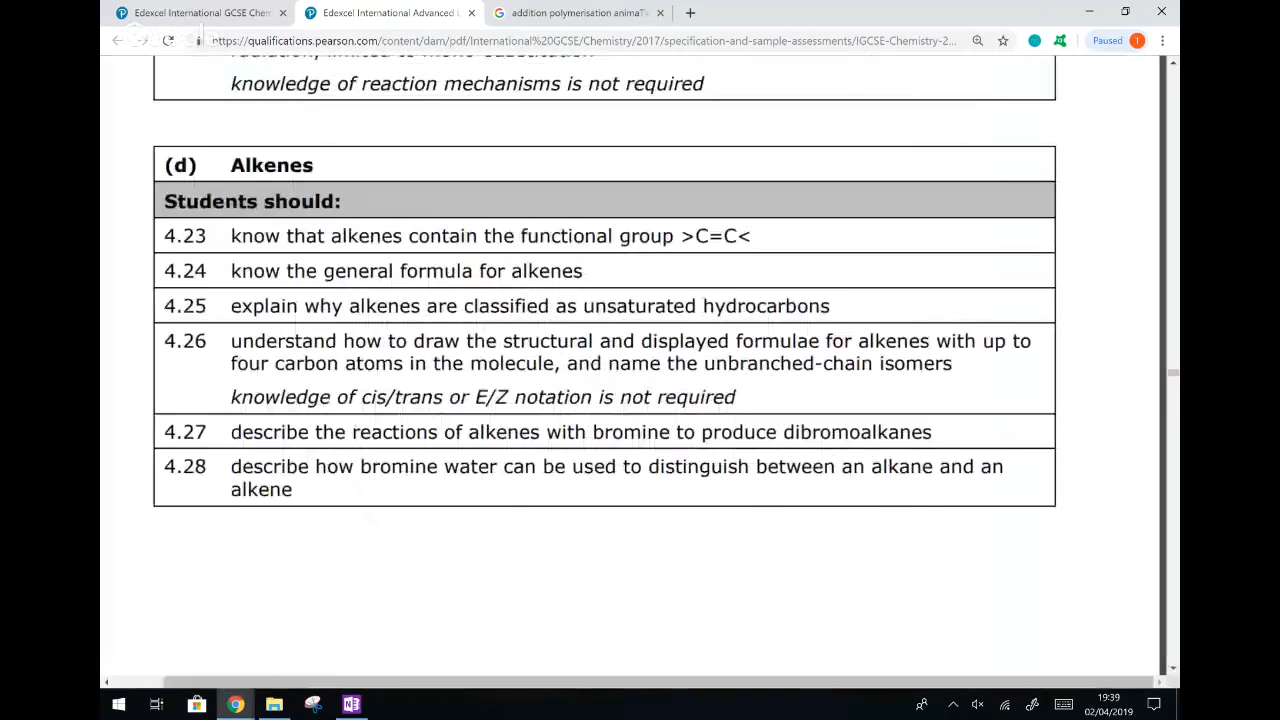 Edexcel International GCSE Chem
Edexcel International Advanced
addition polymerisation anima
https://qualifications.pearson.com/content/dam/pdf/International%20GCSE/Chemistry/2017/specification-and-sample-assessments/IGCSE-Chemistry-2...
Paused T
knowledge of reaction mechanisms is not required
(d) Alkenes
Students should:
4.23 know that alkenes contain the functional group >C=C<
4.24 know the general formula for alkenes
4.25 explain why alkenes are classified as unsaturated hydrocarbons
4.26 understand how to draw the structural and displayed formulae for alkenes with up to
four carbon atoms in the molecule, and name the unbranched-chain isomers
knowledge of cis/trans or E/Z notation is not required
4.27 describe the reactions of alkenes with bromine to produce dibromoalkanes
4.28 describe how bromine water can be used to distinguish between an alkane and an
alkene
19:39
02/04/2019